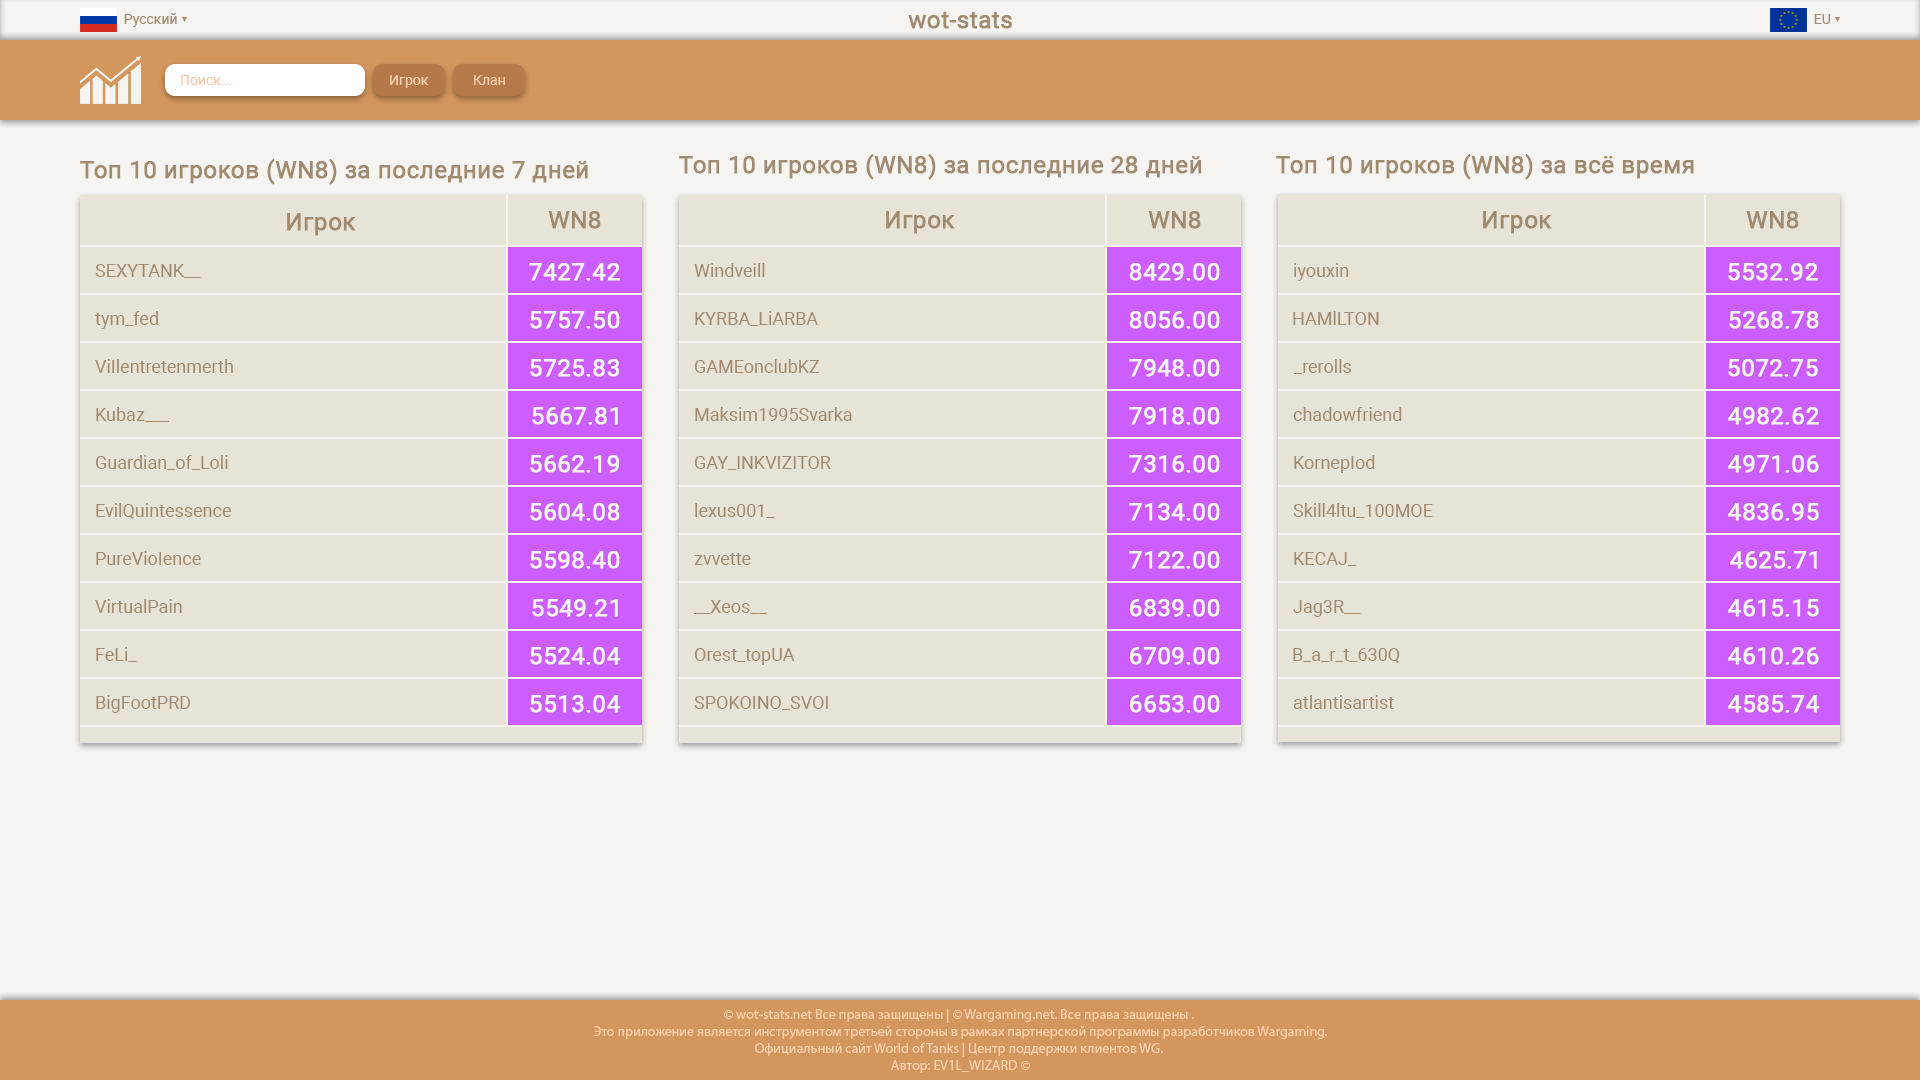 Русский ▾
wot-stats
EU ▾
Поиск...
Игрок
Клан
Топ 10 игроков (WN8) за последние 7 дней
Игрок WN8
SEXYTANK__ 7427.42
tym_fed 5757.50
Villentretenmerth 5725.83
Kubaz___ 5667.81
Guardian_of_Loli 5662.19
EvilQuintessence 5604.08
PureViolence 5598.40
VirtualPain 5549.21
FeLi_ 5524.04
BigFootPRD 5513.04
Топ 10 игроков (WN8) за последние 28 дней
Игрок WN8
Windveill 8429.00
KYRBA_LiARBA 8056.00
GAMEonclubKZ 7948.00
Maksim1995Svarka 7918.00
GAY_INKVIZITOR 7316.00
lexus001_ 7134.00
zvvette 7122.00
__Xeos__ 6839.00
Orest_topUA 6709.00
SPOKOINO_SVOI 6653.00
Топ 10 игроков (WN8) за всё время
Игрок WN8
iyouxin 5532.92
HAMlLTON 5268.78
_rerolls 5072.75
chadowfriend 4982.62
KornepIod 4971.06
Skill4ltu_100MOE 4836.95
KECAJ_ 4625.71
Jag3R__ 4615.15
B_a_r_t_630Q 4610.26
atlantisartist 4585.74
© wot-stats.net Все права защищены | © Wargaming.net. Все права защищены .
Это приложение является инструментом третьей стороны в рамках партнерской программы разработчиков Wargaming.
Официальный сайт World of Tanks | Центр поддержки клиентов WG.
Автор: EV1L_WIZARD ©